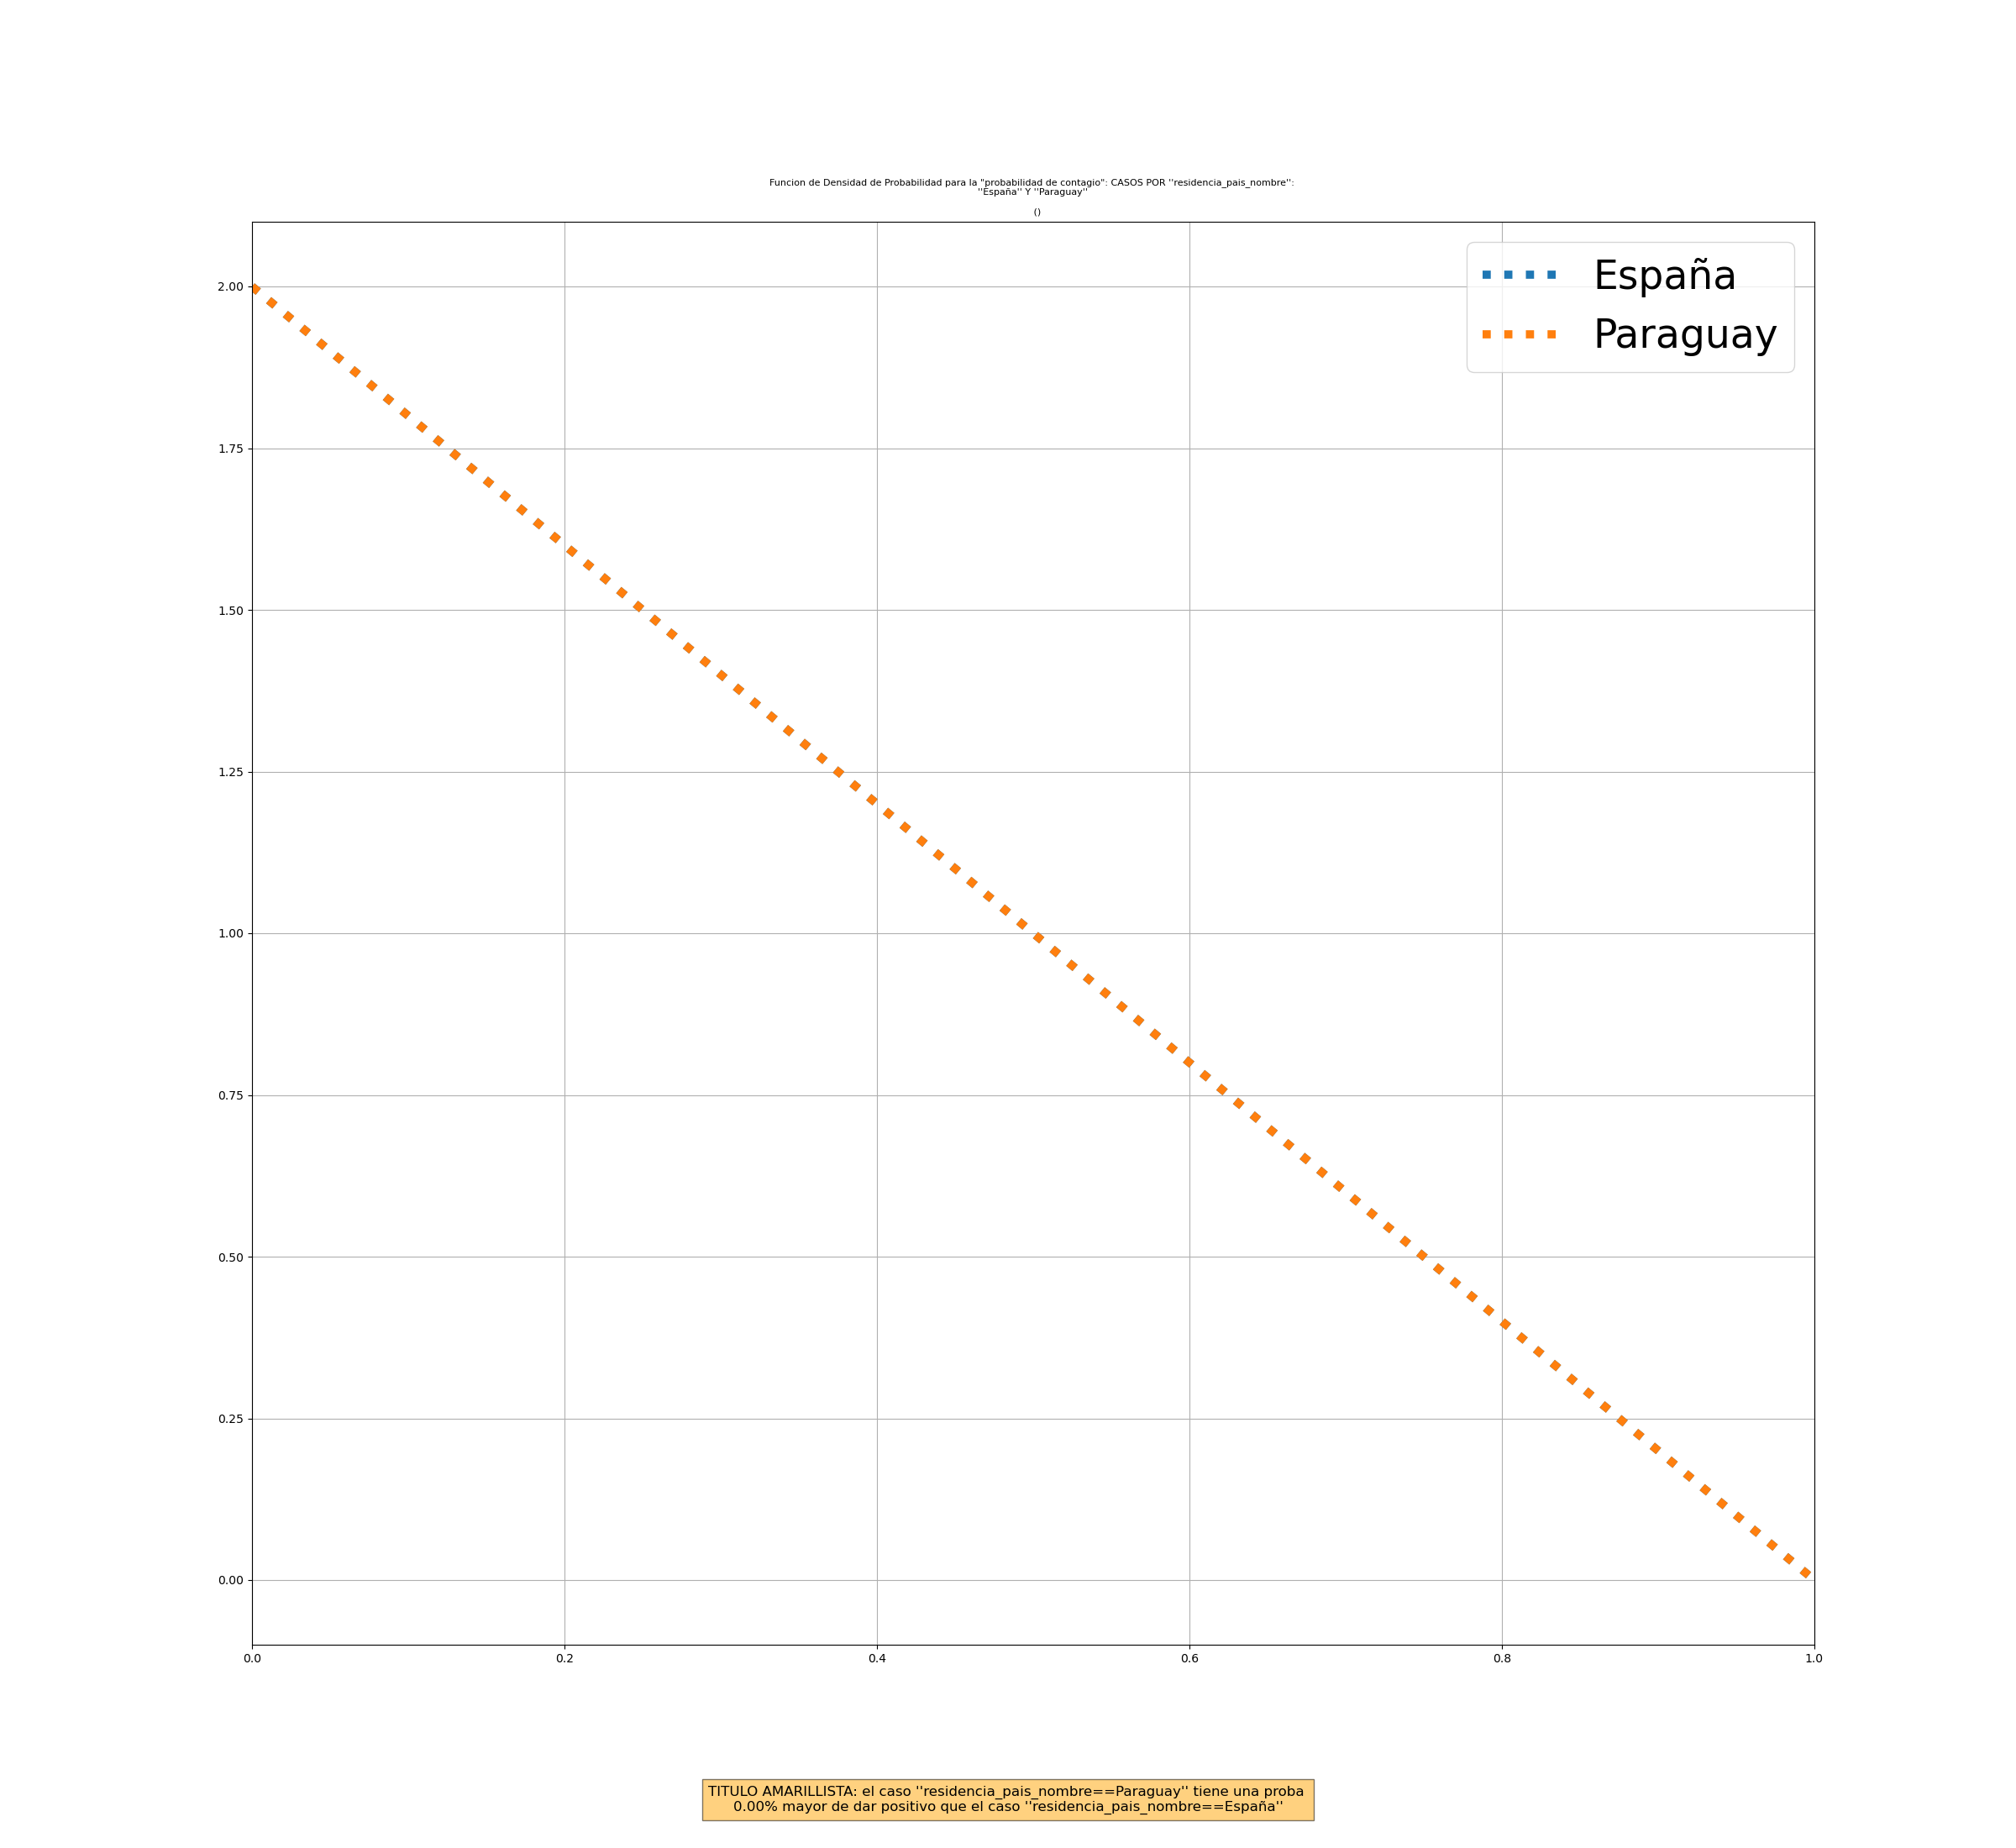 Funcion de Densidad de Probabilidad para la "probabilidad de contagio": CASOS POR ''residencia_pais_nombre'':
''España'' Y ''Paraguay''
()
España
Paraguay
2.00
1.75
1.50
1.25
1.00
0.75
0.50
0.25
0.00
0.0 0.2 0.4 0.6 0.8 1.0
TITULO AMARILLISTA: el caso ''residencia_pais_nombre==Paraguay'' tiene una proba
0.00% mayor de dar positivo que el caso ''residencia_pais_nombre==España''